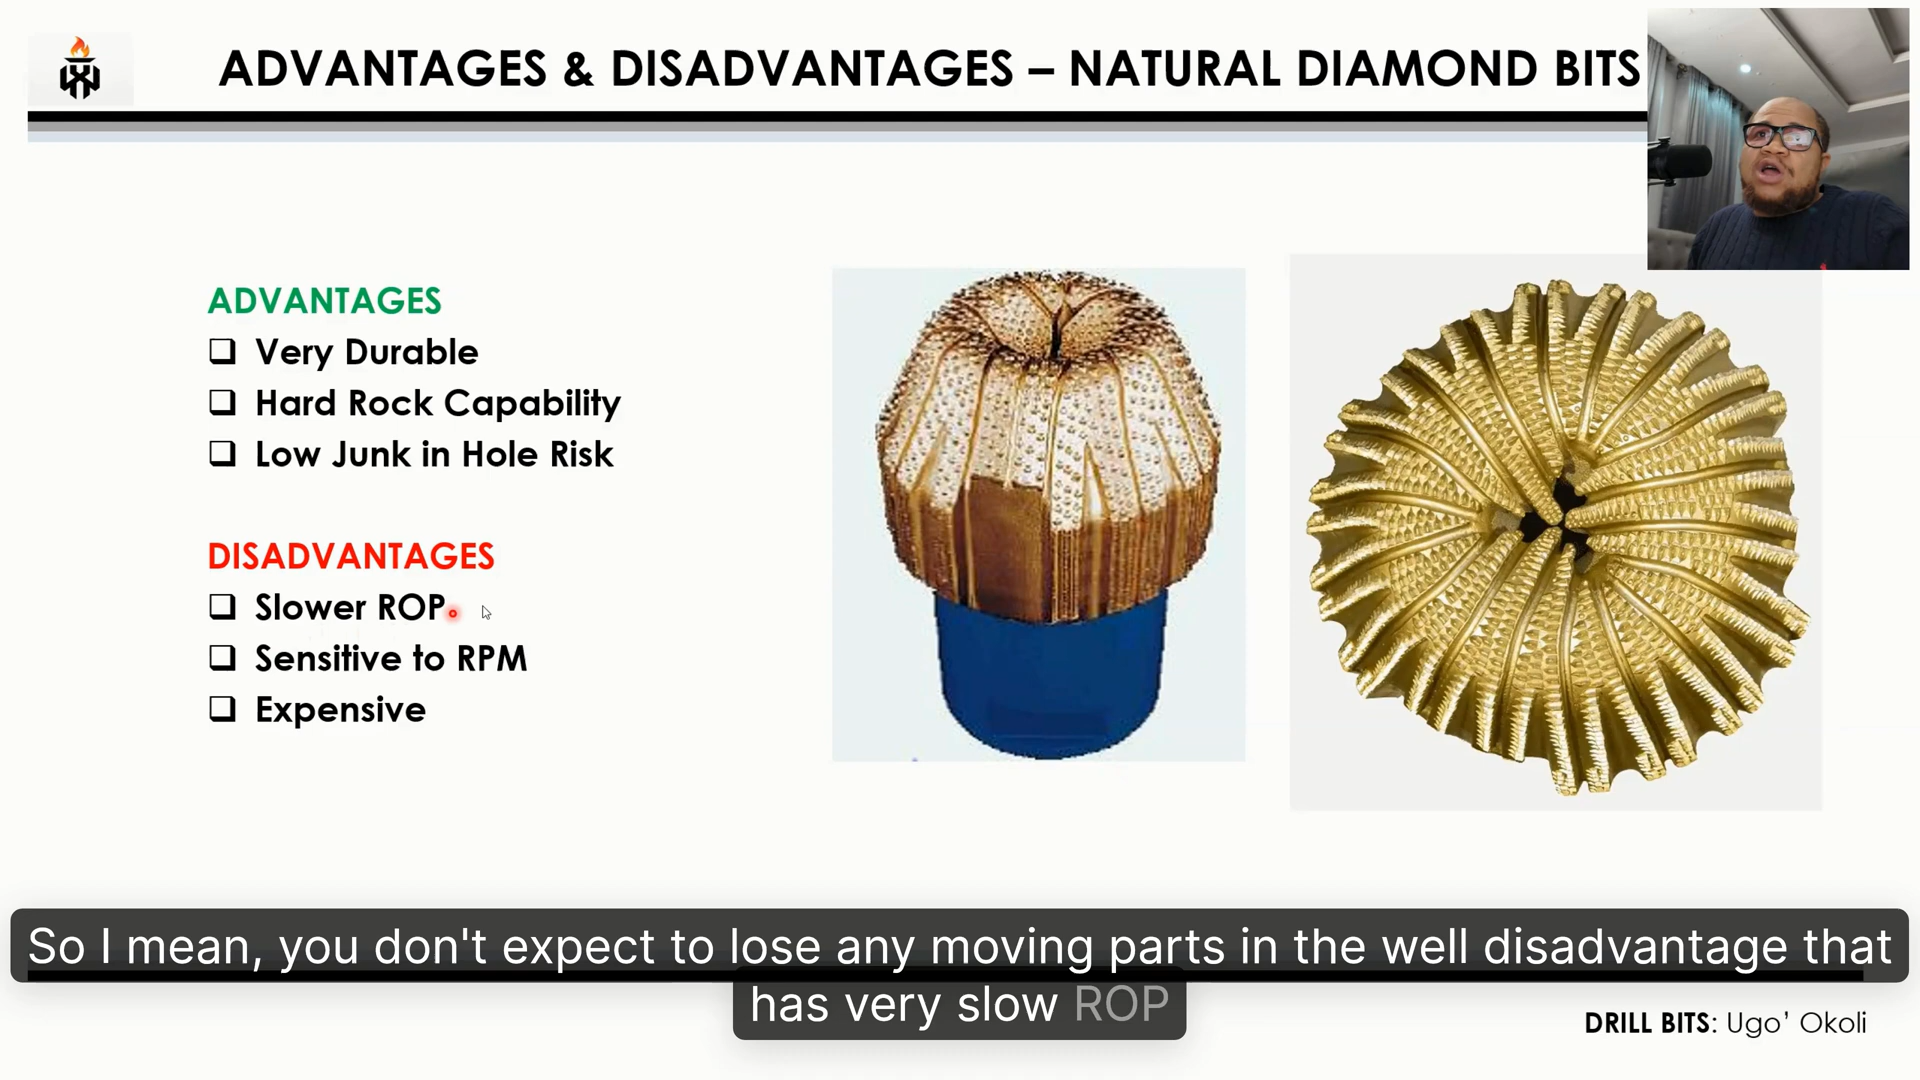 ADVANTAGES & DISADVANTAGES – NATURAL DIAMOND BITS
ADVANTAGES
❑ Very Durable
❑ Hard Rock Capability
❑ Low Junk in Hole Risk
DISADVANTAGES
❑ Slower ROP
❑ Sensitive to RPM
❑ Expensive
So I mean, you don't expect to lose any moving parts in the well disadvantage that
has very slow ROP
DRILL BITS: Ugo’ Okoli